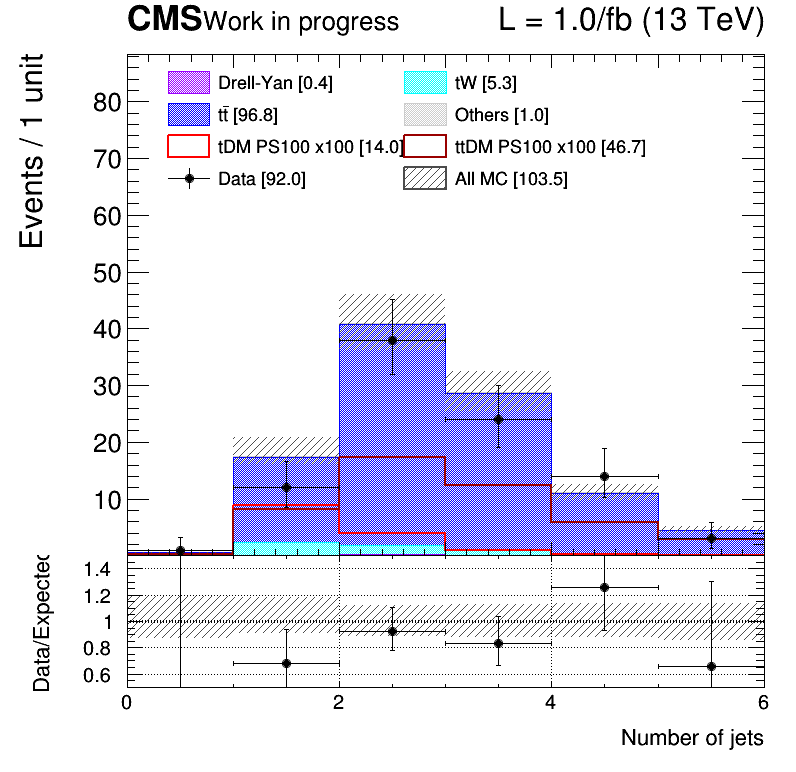 CMS Work in progress L = 1.0/fb (13 TeV)
Events / 1 unit
Drell-Yan [0.4] tW [5.3]
tt̄ [96.8] Others [1.0]
tDM PS100 x100 [14.0] ttDM PS100 x100 [46.7]
Data [92.0] All MC [103.5]
80
70
60
50
40
30
20
10
Data/Expected
1.4
1.2
1
0.8
0.6
0 2 4 6
Number of jets